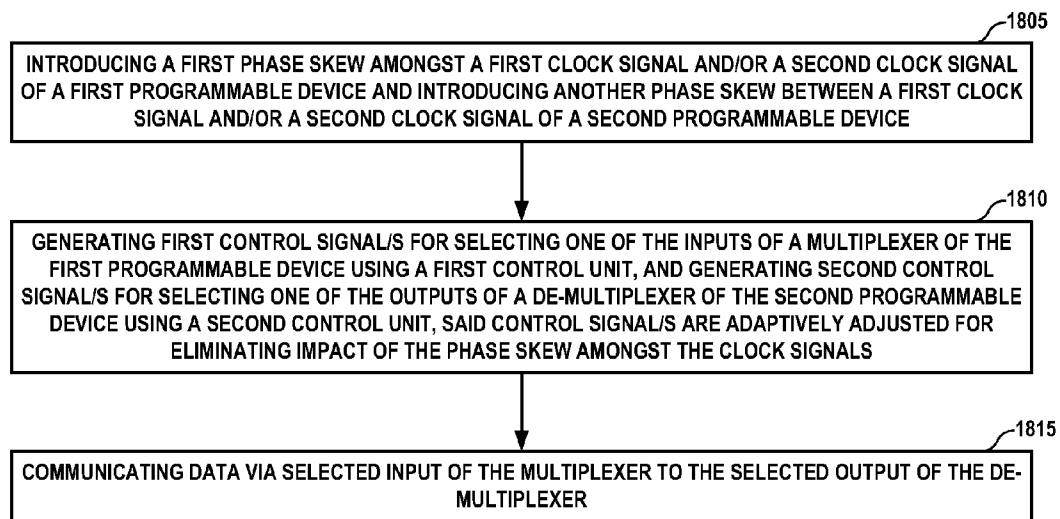 1805
INTRODUCING A FIRST PHASE SKEW AMONGST A FIRST CLOCK SIGNAL AND/OR A SECOND CLOCK SIGNAL
OF A FIRST PROGRAMMABLE DEVICE AND INTRODUCING ANOTHER PHASE SKEW BETWEEN A FIRST CLOCK
SIGNAL AND/OR A SECOND CLOCK SIGNAL OF A SECOND PROGRAMMABLE DEVICE
1810
GENERATING FIRST CONTROL SIGNAL/S FOR SELECTING ONE OF THE INPUTS OF A MULTIPLEXER OF THE
FIRST PROGRAMMABLE DEVICE USING A FIRST CONTROL UNIT, AND GENERATING SECOND CONTROL
SIGNAL/S FOR SELECTING ONE OF THE OUTPUTS OF A DE-MULTIPLEXER OF THE SECOND PROGRAMMABLE
DEVICE USING A SECOND CONTROL UNIT, SAID CONTROL SIGNAL/S ARE ADAPTIVELY ADJUSTED FOR
ELIMINATING IMPACT OF THE PHASE SKEW AMONGST THE CLOCK SIGNALS
1815
COMMUNICATING DATA VIA SELECTED INPUT OF THE MULTIPLEXER TO THE SELECTED OUTPUT OF THE DE-
MULTIPLEXER